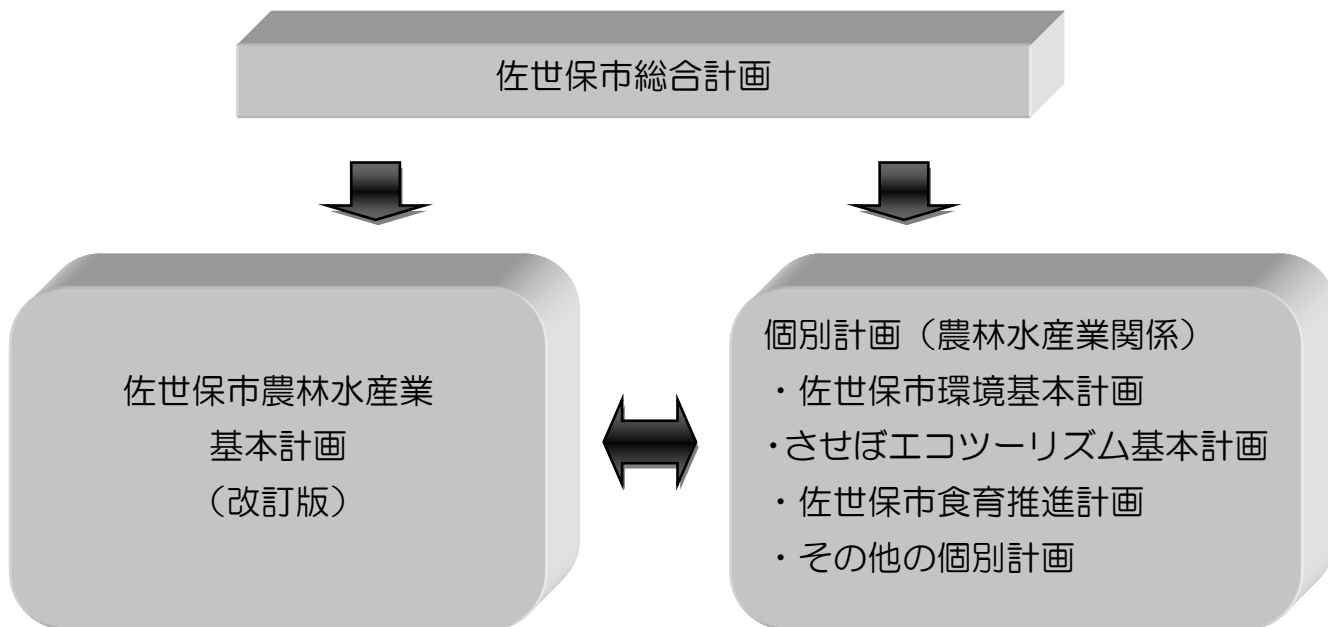 佐世保市総合計画
佐世保市農林水産業
基本計画
（改訂版）
個別計画（農林水産業関係）
・佐世保市環境基本計画
・させぼエコツーリズム基本計画
・佐世保市食育推進計画
・その他の個別計画